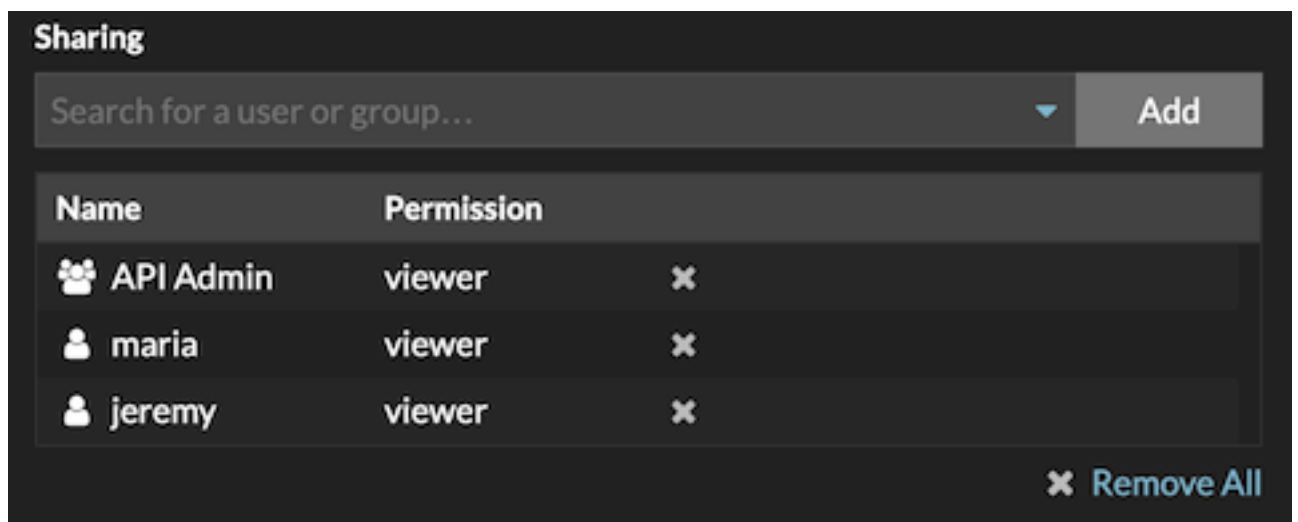 Sharing
Search for a user or group... Add
Name Permission
API Admin viewer
maria viewer
jeremy viewer
Remove All